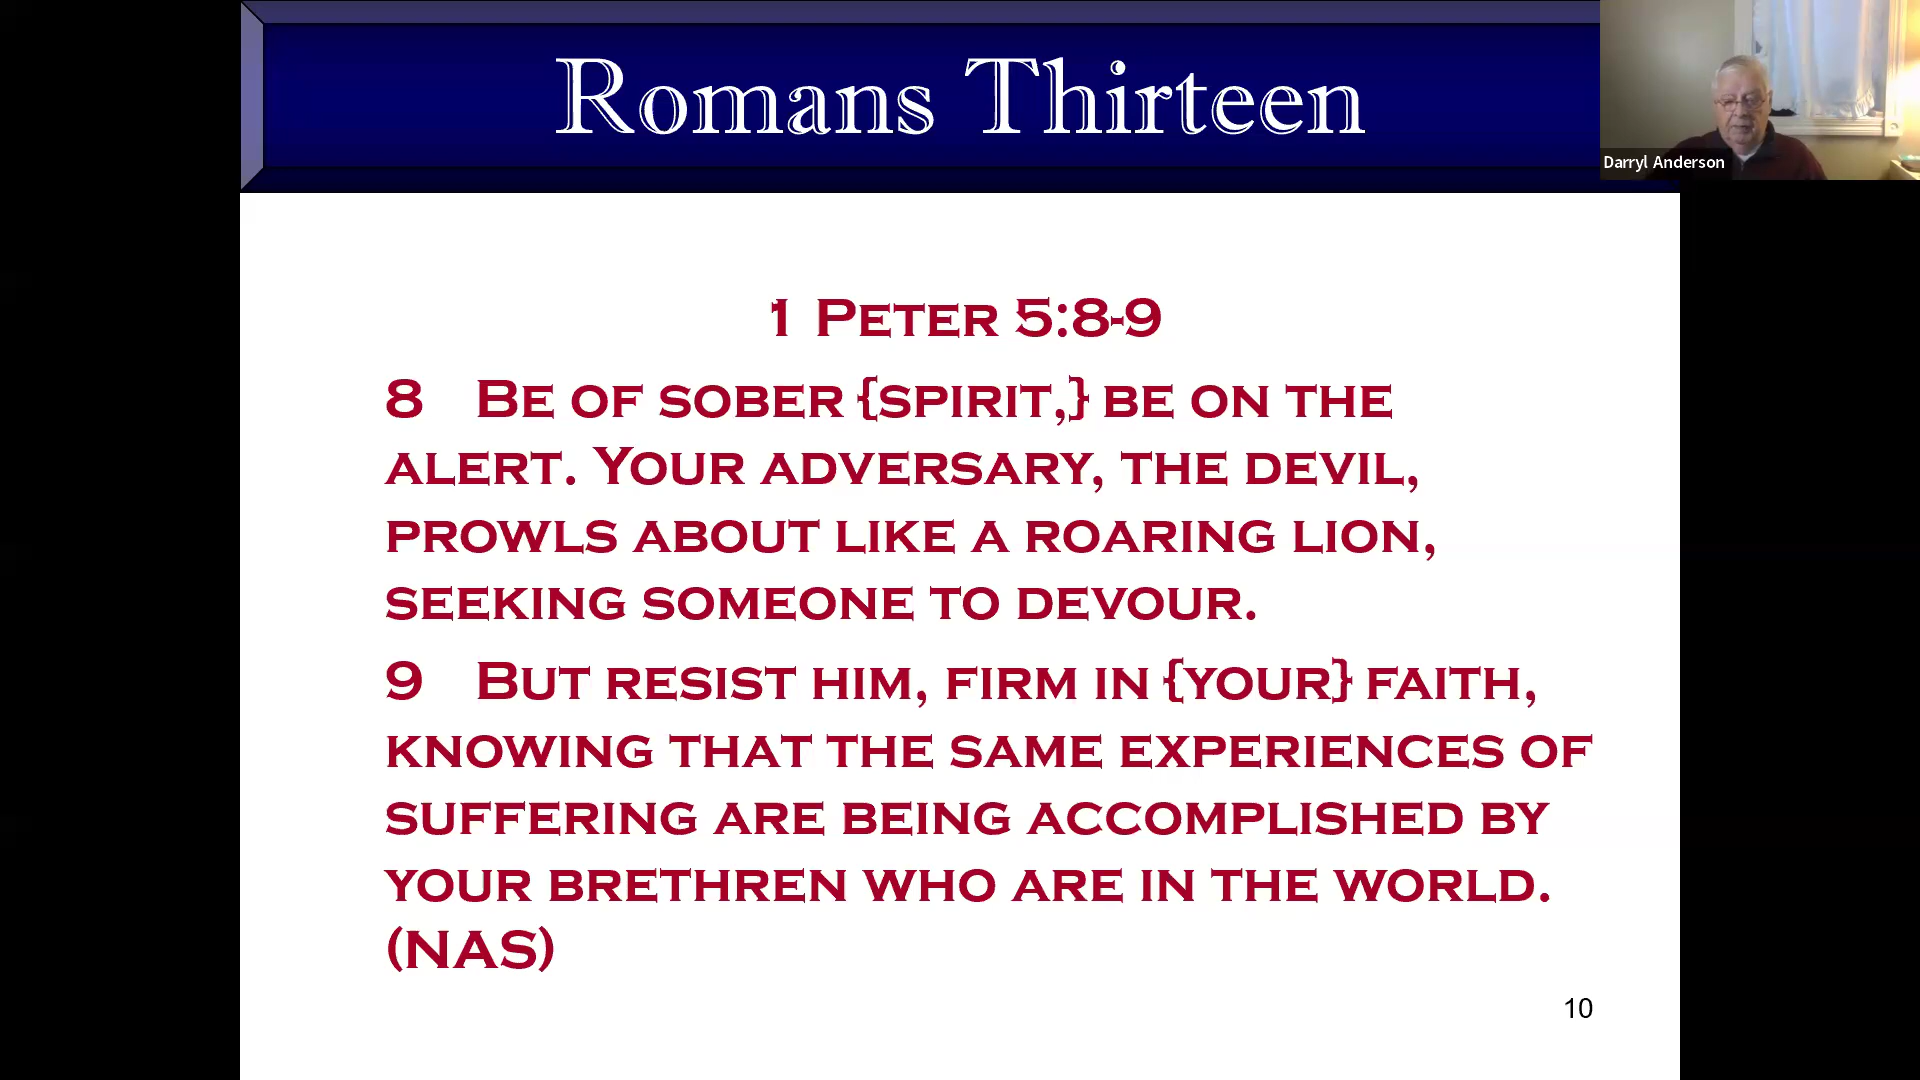 Romans Thirteen
Darryl Anderson
1 Peter 5:8-9
8 Be of sober {spirit,} be on the
alert. Your adversary, the devil,
prowls about like a roaring lion,
seeking someone to devour.
9 But resist him, firm in {your} faith,
knowing that the same experiences of
suffering are being accomplished by
your brethren who are in the world.
(NAS)
10